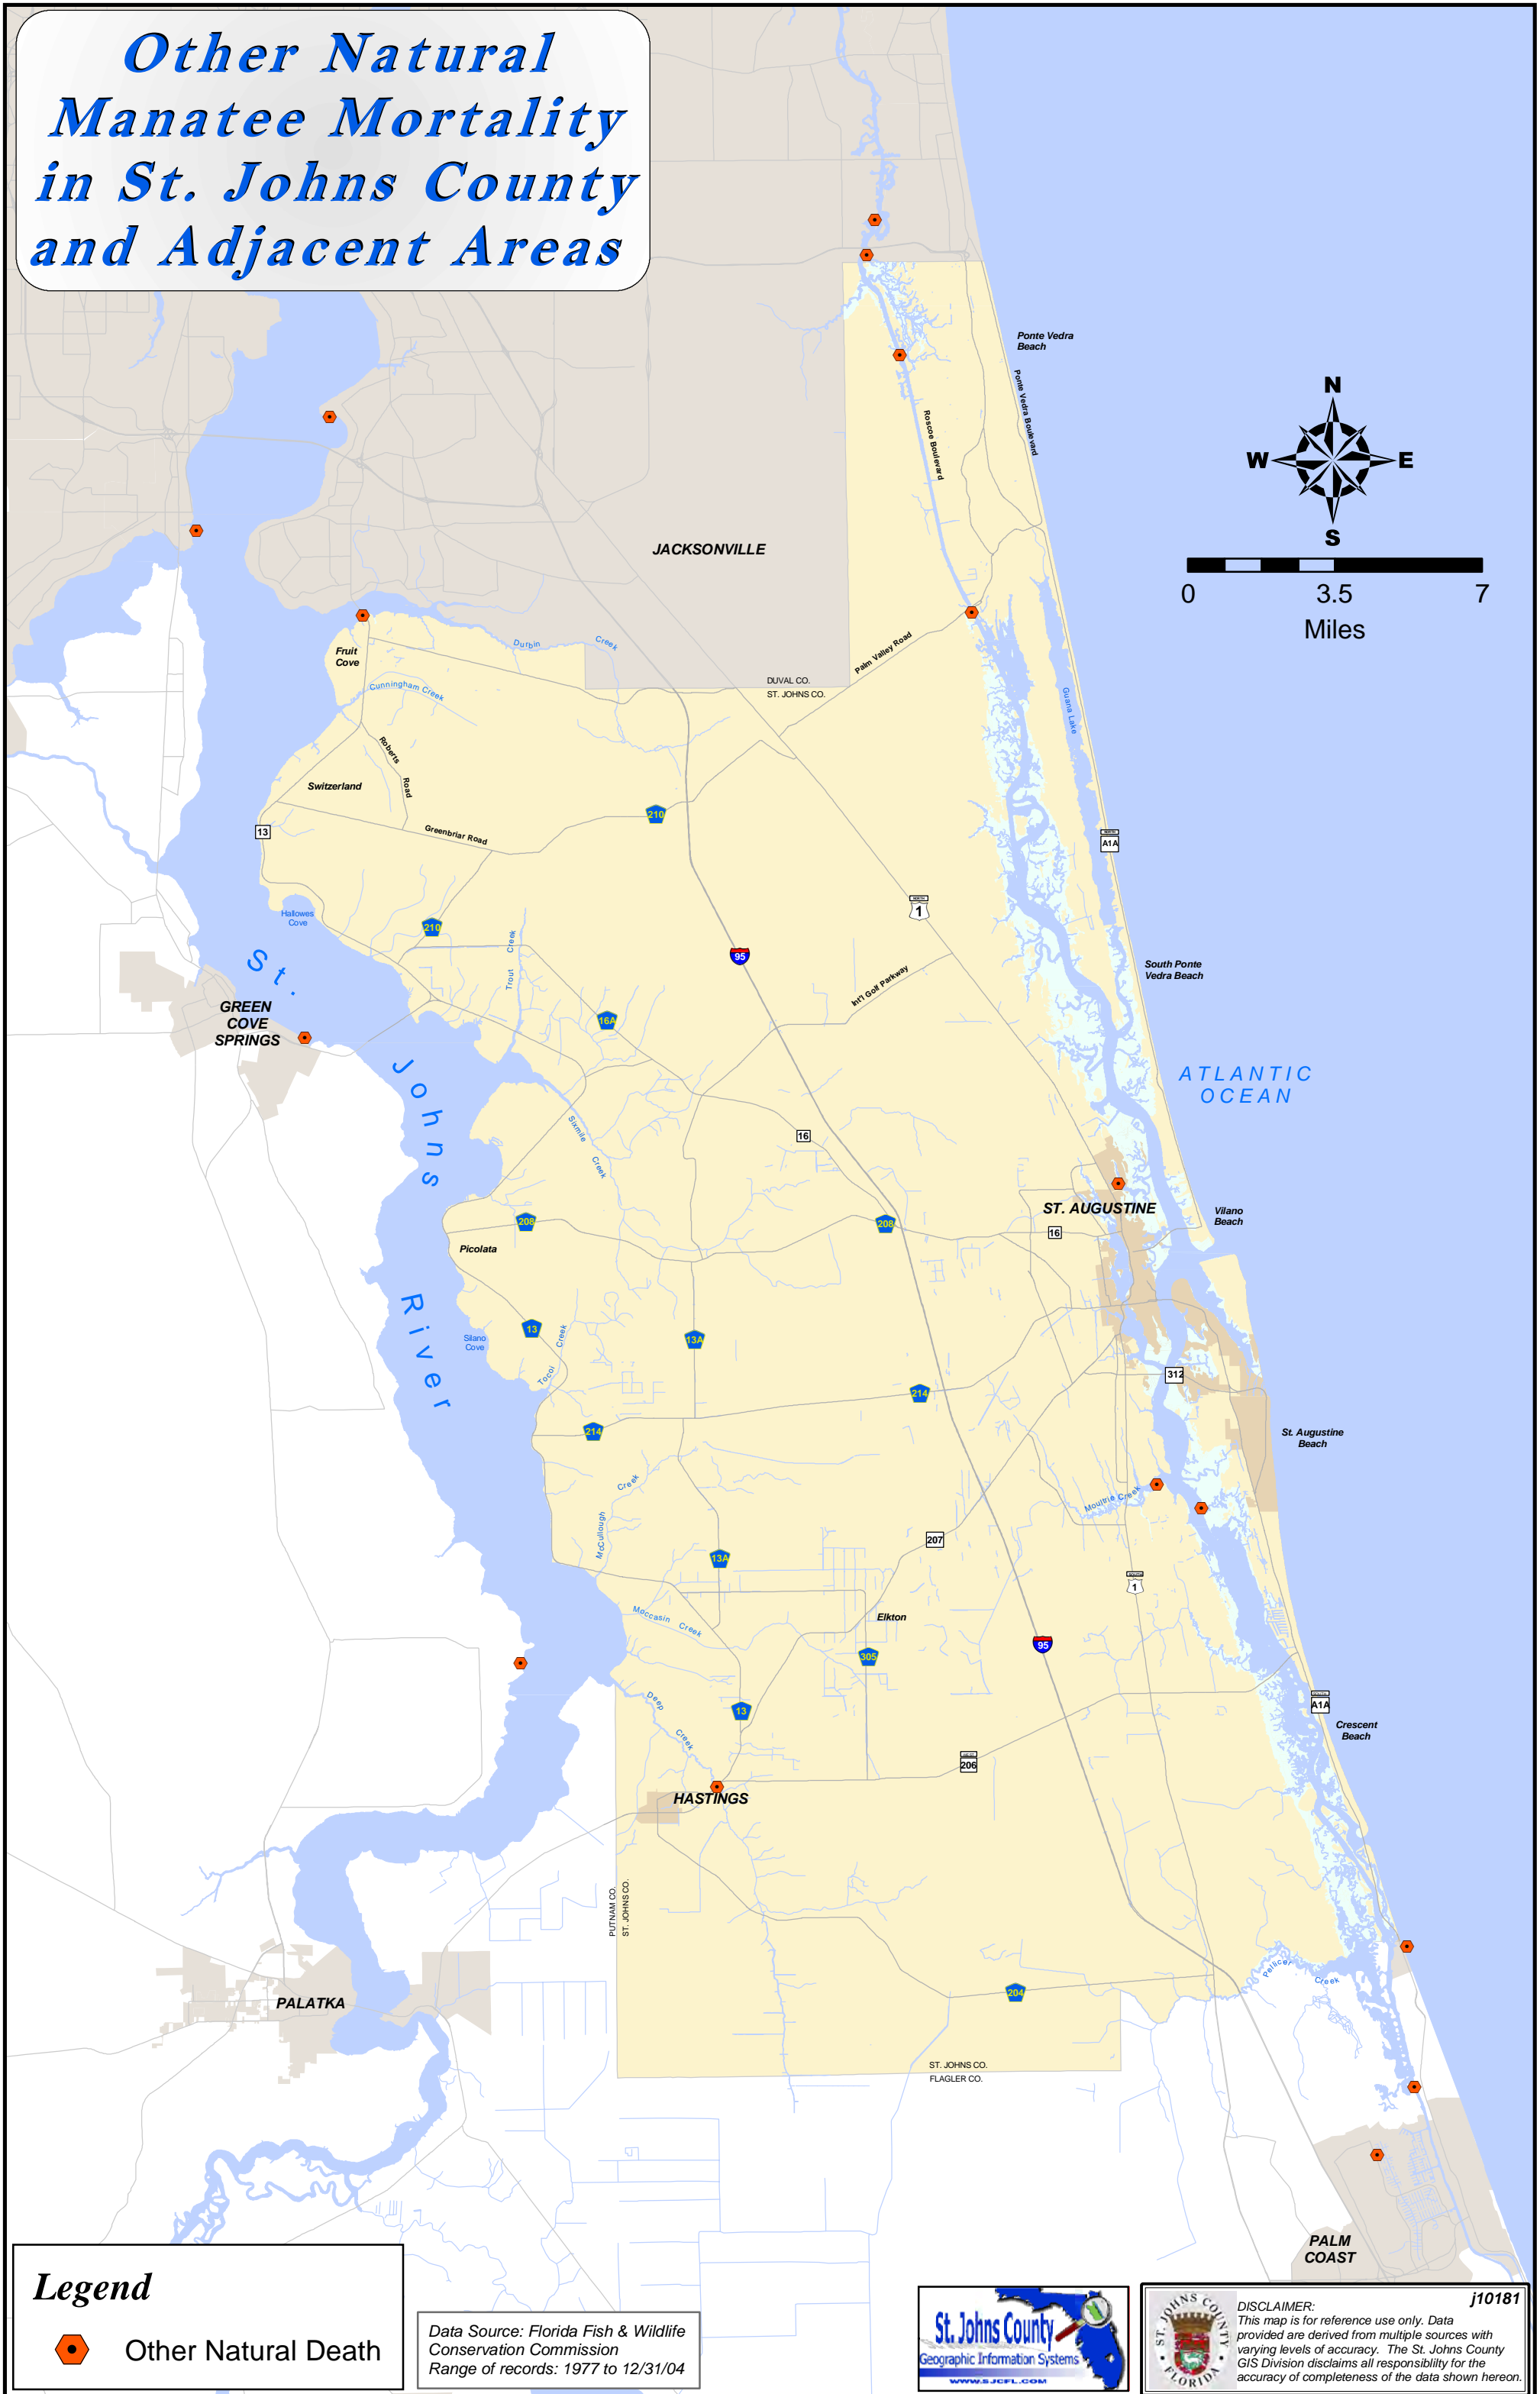 Other Natural
Manatee Mortality
in St. Johns County
and Adjacent Areas
Ponte Vedra
Beach
Ponte Vedra Boulevard
Roscoe Boulevard
N
W
E
S
0
3.5
7
Miles
JACKSONVILLE
Durbin
Creek
Fruit
Cove
Cunningham Creek
Palm Valley Road
DUVAL CO.
ST. JOHNS CO.
Guana Lake
Roberts
Road
Switzerland
210
13
Greenbriar Road
NORTH
A1A
NORTH
1
Hallowes
Cove
210
Trout Creek
95
South Ponte
Vedra Beach
Int'l Golf Parkway
St.
Johns
River
GREEN
COVE
SPRINGS
16A
ATLANTIC
OCEAN
Sixmile
Creek
16
ST. AUGUSTINE
Vilano
Beach
208
208
16
Picolata
13
Silano
Cove
Tocoi
Creek
13A
312
214
214
St. Augustine
Beach
McCullough
Creek
Moultrie Creek
207
13A
1
Moccasin Creek
Elkton
95
305
Deep
Creek
13
A1A
Crescent
Beach
206
HASTINGS
PUTNAM CO.
ST. JOHNS CO.
Pellicer
Creek
204
PALATKA
ST. JOHNS CO.
FLAGLER CO.
PALM
COAST
Legend
Other Natural Death
Data Source: Florida Fish & Wildlife
Conservation Commission
Range of records: 1977 to 12/31/04
St. Johns County
Geographic Information Systems
WWW.SJCFL.COM
ST. JOHNS COUNTY
FLORIDA
j10181
DISCLAIMER:
This map is for reference use only. Data
provided are derived from multiple sources with
varying levels of accuracy. The St. Johns County
GIS Division disclaims all responsiblilty for the
accuracy of completeness of the data shown hereon.